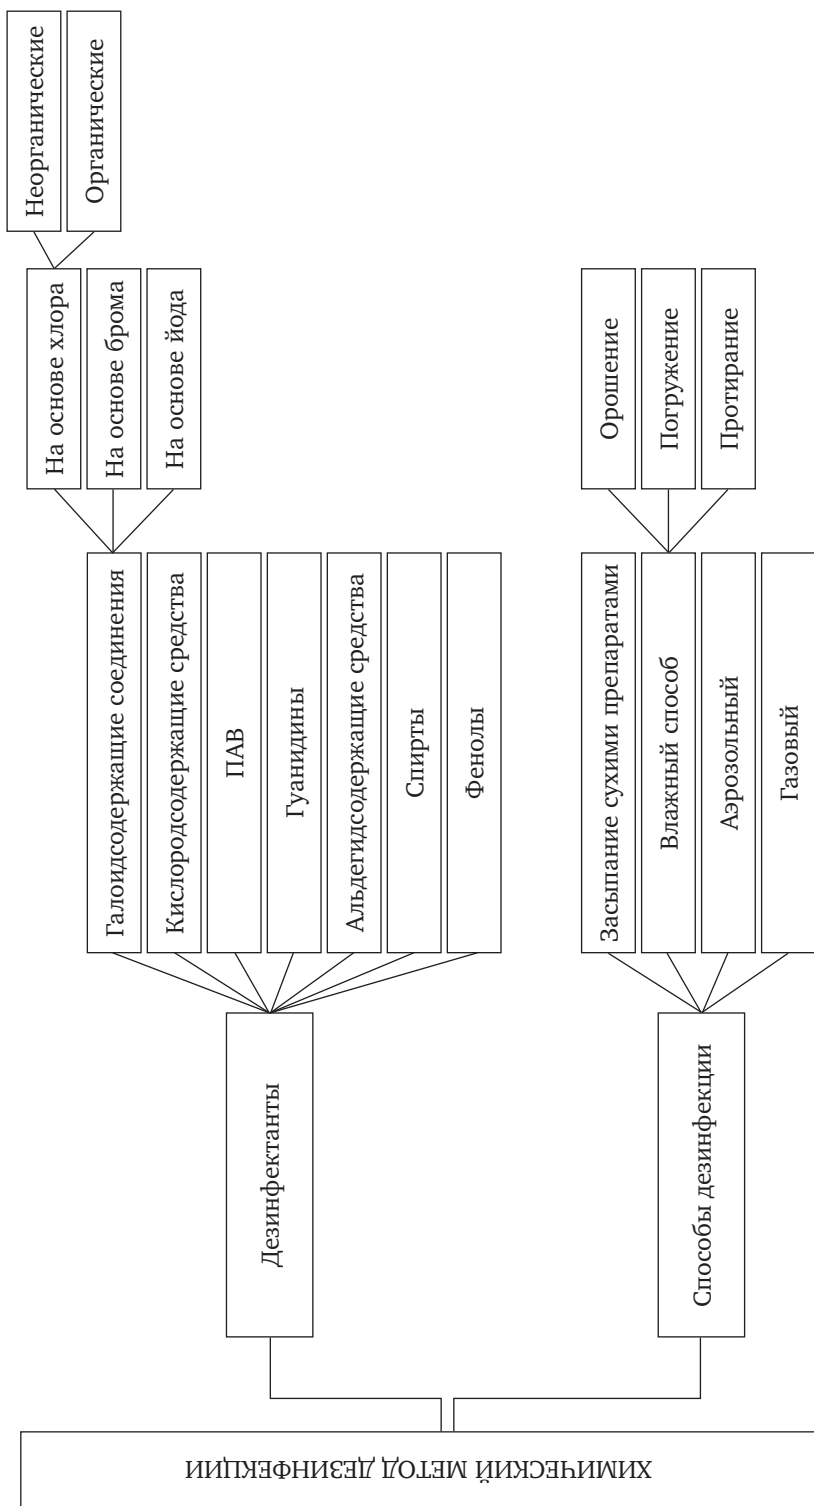 ХИМИЧЕСКИЙ МЕТОД ДЕЗИНФЕКЦИИ
Дезинфектанты
Галоидсодержащие соединения
На основе хлора
Неорганические
Органические
На основе брома
На основе йода
Кислородсодержащие средства
ПАВ
Гуанидины
Альдегидсодержащие средства
Спирты
Фенолы
Способы дезинфекции
Засыпание сухими препаратами
Влажный способ
Орошение
Погружение
Протирание
Аэрозольный
Газовый